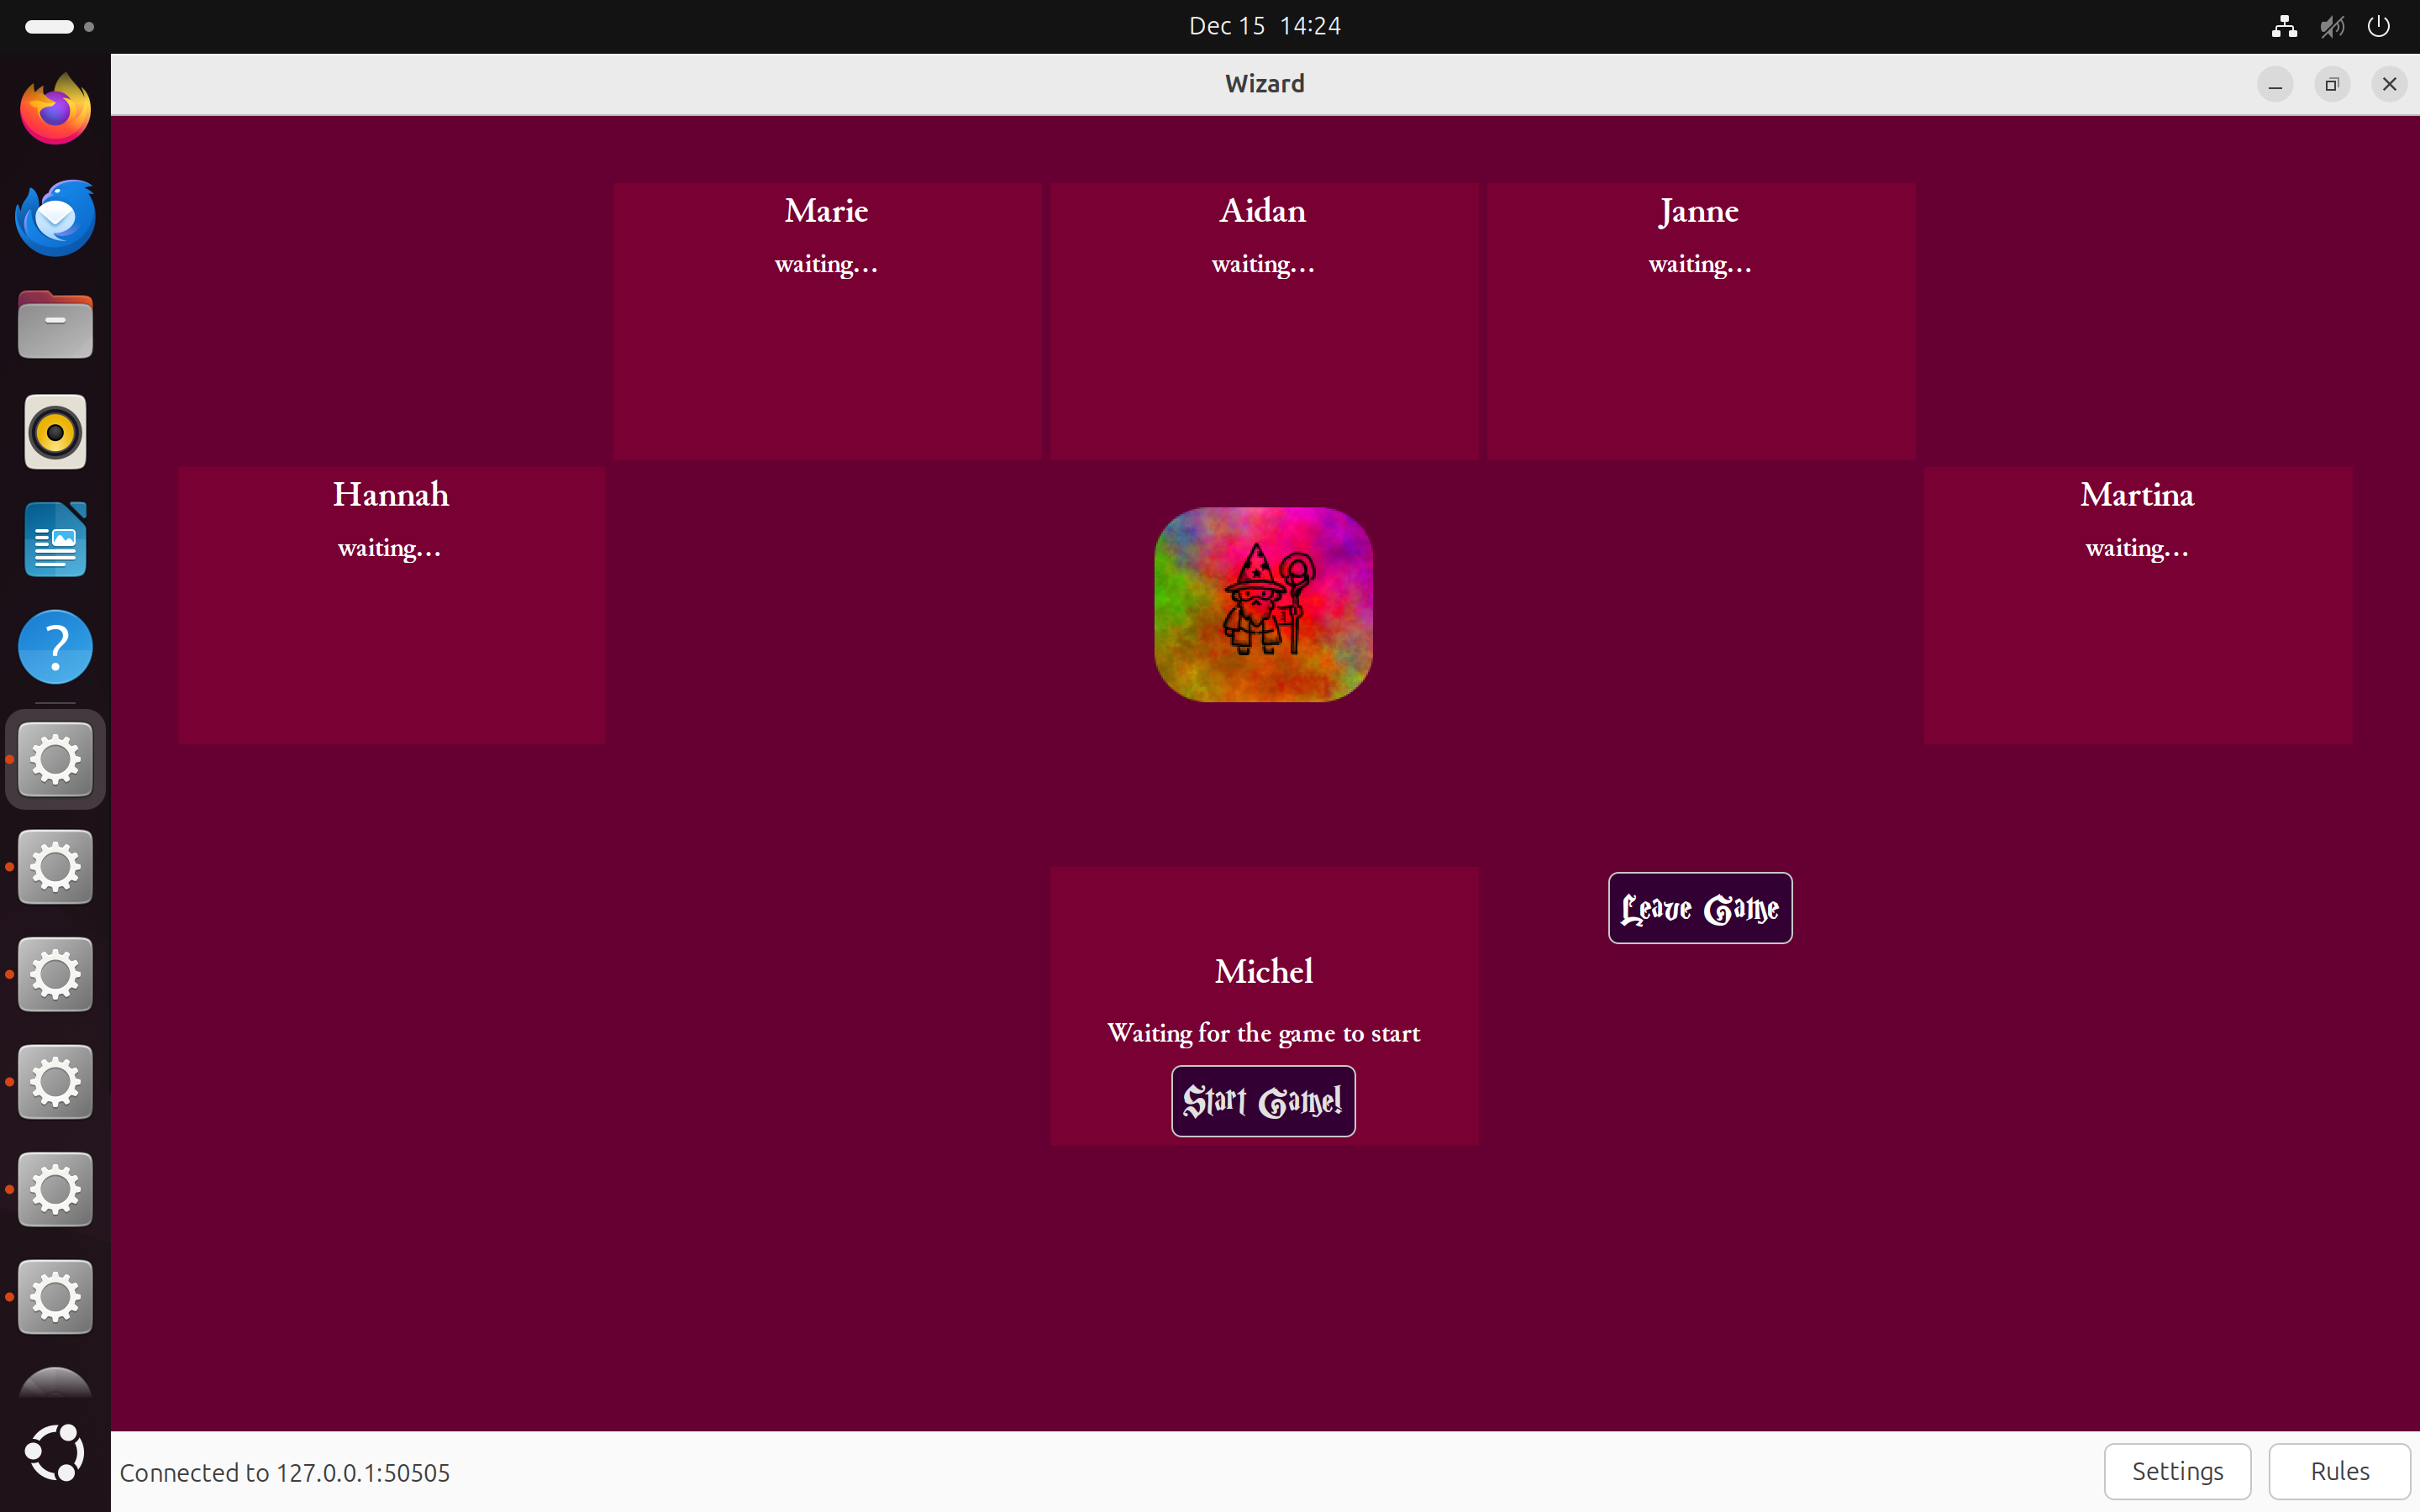 Dec 15 14:24
Wizard
Marie
waiting...
Aidan
waiting...
Janne
waiting...
Hannah
waiting...
Martina
waiting...
Leave Game
Michel
Waiting for the game to start
Start Game!
Connected to 127.0.0.1:50505
Settings
Rules